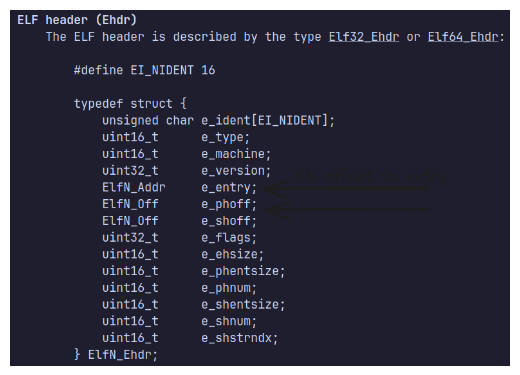 ELF header (Ehdr)
The ELF header is described by the type Elf32_Ehdr or Elf64_Ehdr:
#define EI_NIDENT 16
typedef struct {
unsigned char e_ident[EI_NIDENT];
uint16_t e_type;
uint16_t e_machine;
uint32_t e_version;
ElfN_Addr e_entry;
ElfN_Off e_phoff;
ElfN_Off e_shoff;
uint32_t e_flags;
uint16_t e_ehsize;
uint16_t e_phentsize;
uint16_t e_phnum;
uint16_t e_shentsize;
uint16_t e_shnum;
uint16_t e_shstrndx;
} ElfN_Ehdr;